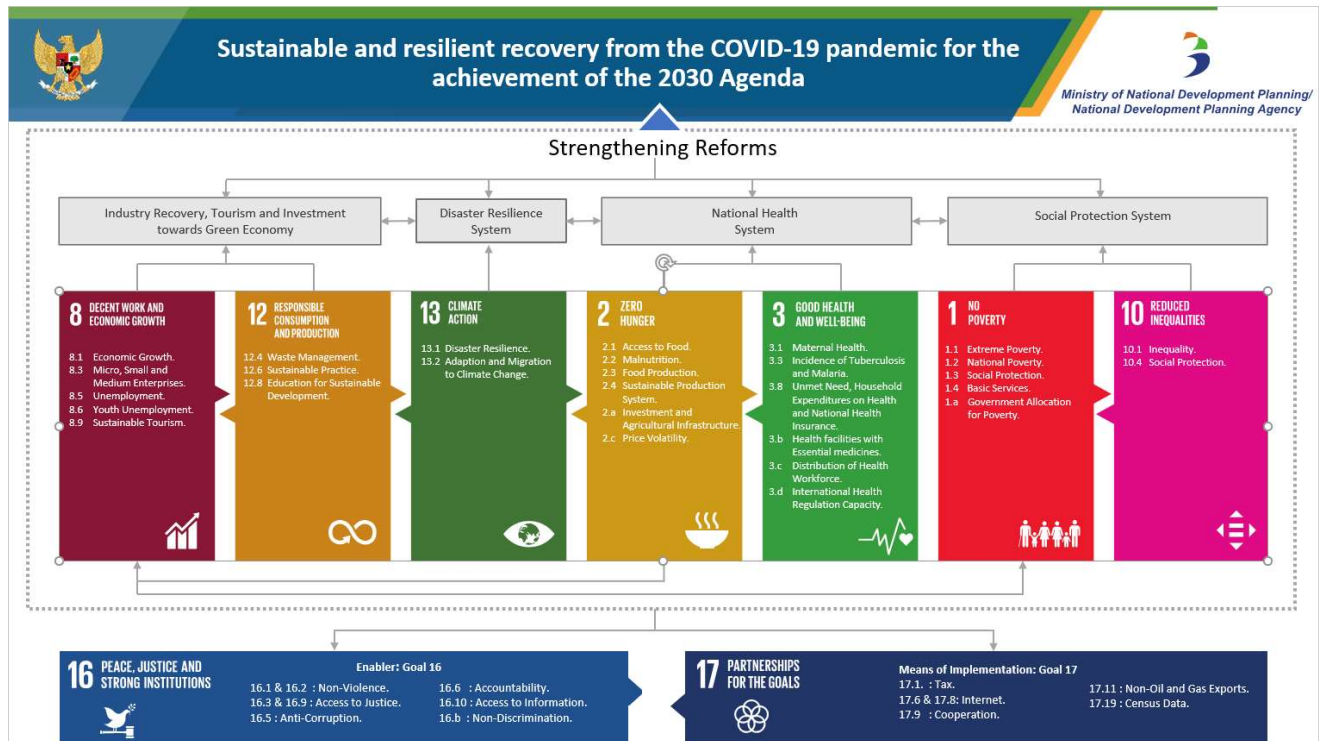 Sustainable and resilient recovery from the COVID-19 pandemic for the
achievement of the 2030 Agenda
Ministry of National Development Planning/
National Development Planning Agency
Strengthening Reforms
Industry Recovery, Tourism and Investment
towards Green Economy
Disaster Resilience
System
National Health
System
Social Protection System
8 DECENT WORK AND
ECONOMIC GROWTH
8.1 Economic Growth.
8.3 Micro, Small and
Medium Enterprises.
8.5 Unemployment.
8.6 Youth Unemployment.
8.9 Sustainable Tourism.
12 RESPONSIBLE
CONSUMPTION
AND PRODUCTION
12.4 Waste Management.
12.6 Sustainable Practice.
12.8 Education for Sustainable
Development.
13 CLIMATE
ACTION
13.1 Disaster Resilience.
13.2 Adaption and Migration
to Climate Change.
2 ZERO
HUNGER
2.1 Access to Food.
2.2 Malnutrition.
2.3 Food Production.
2.4 Sustainable Production
System.
2.a Investment and
Agricultural Infrastructure.
2.c Price Volatility.
3 GOOD HEALTH
AND WELL-BEING
3.1 Maternal Health.
3.3 Incidence of Tuberculosis
and Malaria.
3.8 Unmet Need, Household
Expenditures on Health
and National Health
Insurance.
3.b Health facilities with
Essential medicines.
3.c Distribution of Health
Workforce.
3.d International Health
Regulation Capacity.
1 NO
POVERTY
1.1 Extreme Poverty.
1.2 National Poverty.
1.3 Social Protection.
1.4 Basic Services.
1.a Government Allocation
for Poverty.
10 REDUCED
INEQUALITIES
10.1 Inequality.
10.4 Social Protection.
16 PEACE, JUSTICE AND
STRONG INSTITUTIONS
Enabler: Goal 16
16.1 & 16.2 : Non-Violence.
16.3 & 16.9 : Access to Justice.
16.5 : Anti-Corruption.
16.6 : Accountability.
16.10 : Access to Information.
16.b : Non-Discrimination.
17 PARTNERSHIPS
FOR THE GOALS
Means of Implementation: Goal 17
17.1. : Tax.
17.6 & 17.8: Internet.
17.9 : Cooperation.
17.11 : Non-Oil and Gas Exports.
17.19 : Census Data.